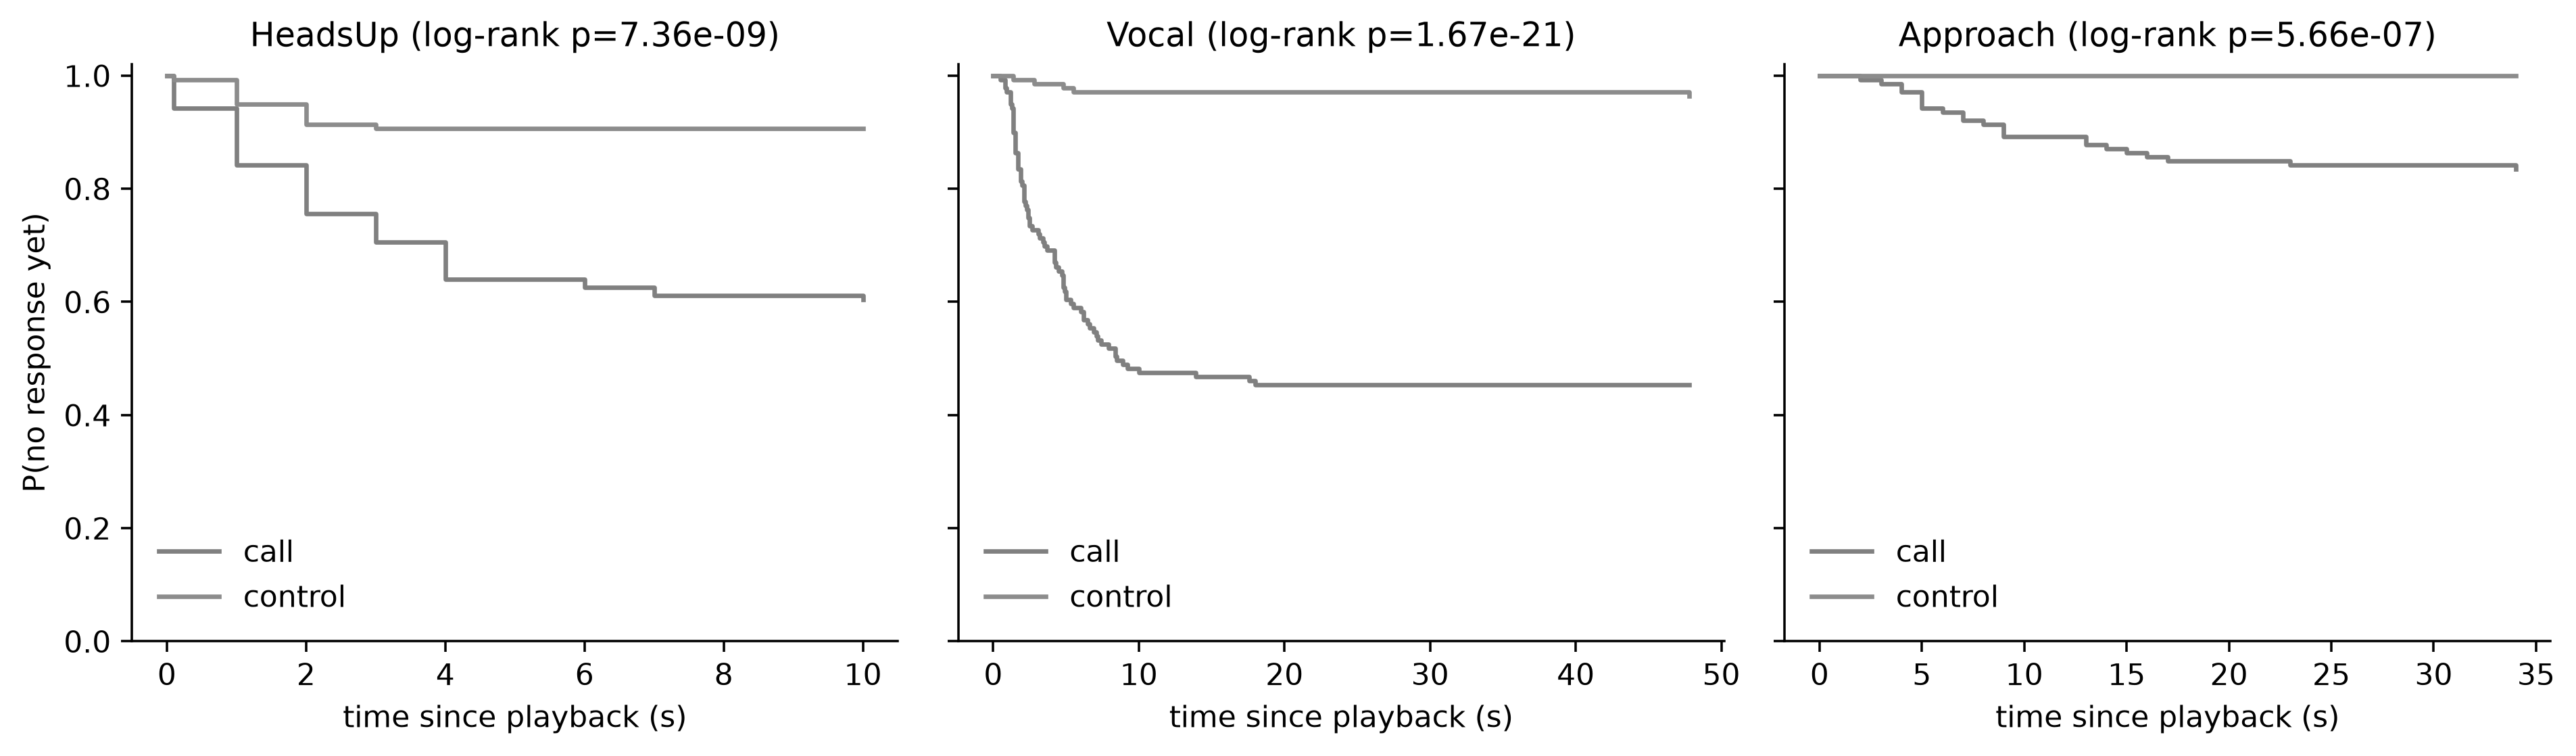 HeadsUp (log-rank p=7.36e-09)
Vocal (log-rank p=1.67e-21)
Approach (log-rank p=5.66e-07)
P(no response yet)
1.0
0.8
0.6
0.4
0.2
0.0
call
control
call
control
call
control
0 2 4 6 8 10
0 10 20 30 40 50
0 5 10 15 20 25 30 35
time since playback (s)
time since playback (s)
time since playback (s)